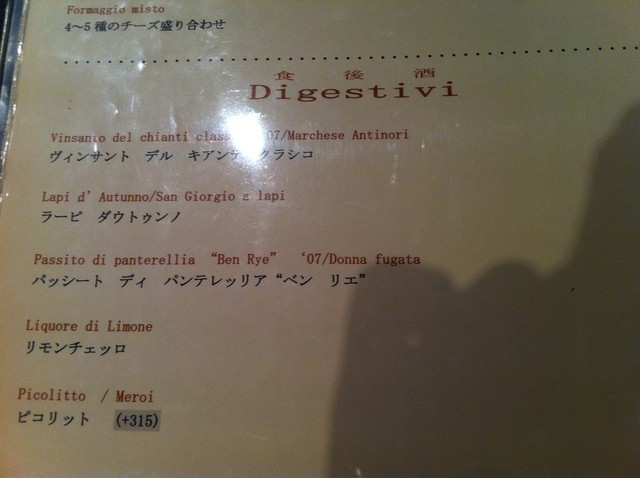 Formaggio misto
4～5種のチーズ盛り合わせ
食後酒
Digestivi
Vinsanto del chianti clas 07/Marchese Antinori
ヴィンサント デル キアンティクラシコ
Lapi d' Autunno/San Giorgio a lapi
ラーピ ダウトゥンノ
Passito di panterellia “Ben Rye” ‘07/Donna fugata
パッシート ディ パンテレッリア“ベン リエ”
Liquore di Limone
リモンチェッロ
Picolitto / Meroi
ピコリット (+315)